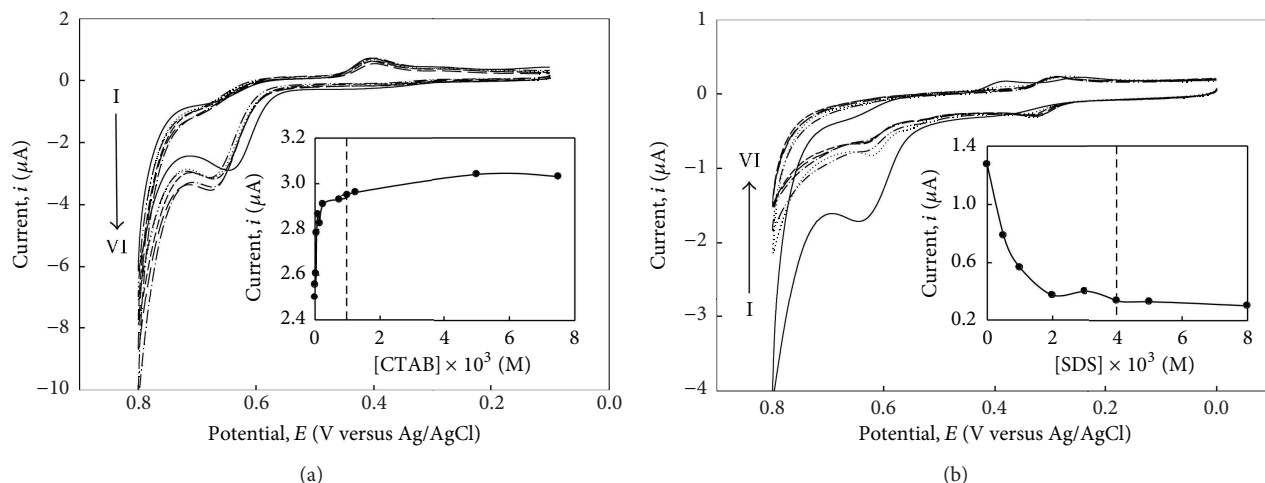 2
0
−2
−4
−6
−8
−10
Current, i (μA)
I
VI
3.2
3.0
2.8
2.6
2.4
Current, i (μA)
0 2 4 6 8
[CTAB] × 10³ (M)
0.8 0.6 0.4 0.2 0.0
Potential, E (V versus Ag/AgCl)
(a)
1
0
−1
−2
−3
−4
Current, i (μA)
VI
I
1.4
1.0
0.6
0.2
Current, i (μA)
0 2 4 6 8
[SDS] × 10³ (M)
0.8 0.6 0.4 0.2 0.0
Potential, E (V versus Ag/AgCl)
(b)